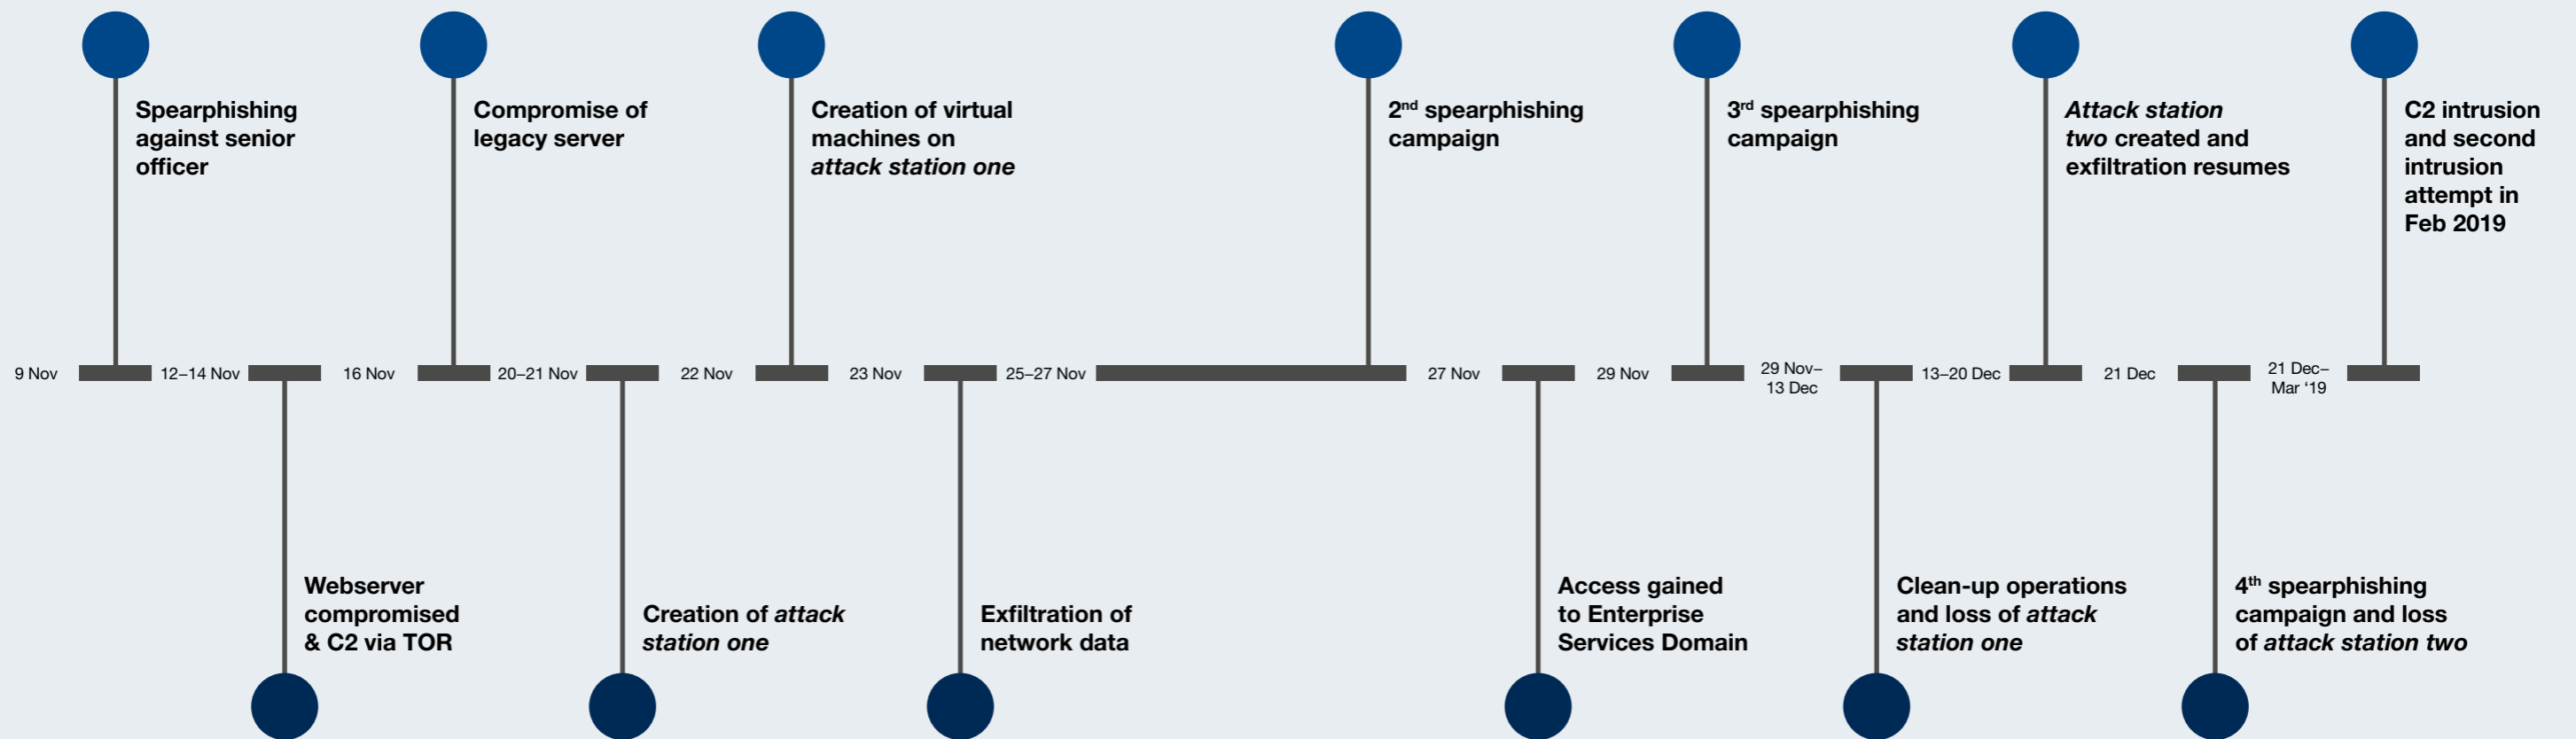 Spearphishing
against senior
officer
Compromise of
legacy server
Creation of virtual
machines on
attack station one
2nd spearphishing
campaign
3rd spearphishing
campaign
Attack station
two created and
exfiltration resumes
C2 intrusion
and second
intrusion
attempt in
Feb 2019
9 Nov
12–14 Nov
16 Nov
20–21 Nov
22 Nov
23 Nov
25–27 Nov
27 Nov
29 Nov
29 Nov–
13 Dec
13–20 Dec
21 Dec
21 Dec–
Mar ‘19
Webserver
compromised
& C2 via TOR
Creation of attack
station one
Exfiltration of
network data
Access gained
to Enterprise
Services Domain
Clean-up operations
and loss of attack
station one
4th spearphishing
campaign and loss
of attack station two